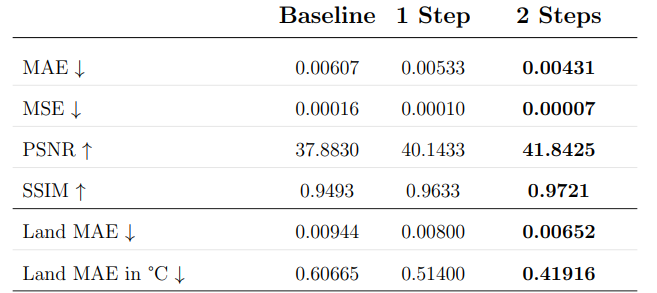 Baseline 1 Step 2 Steps
MAE ↓ 0.00607 0.00533 0.00431
MSE ↓ 0.00016 0.00010 0.00007
PSNR ↑ 37.8830 40.1433 41.8425
SSIM ↑ 0.9493 0.9633 0.9721
Land MAE ↓ 0.00944 0.00800 0.00652
Land MAE in °C ↓ 0.60665 0.51400 0.41916